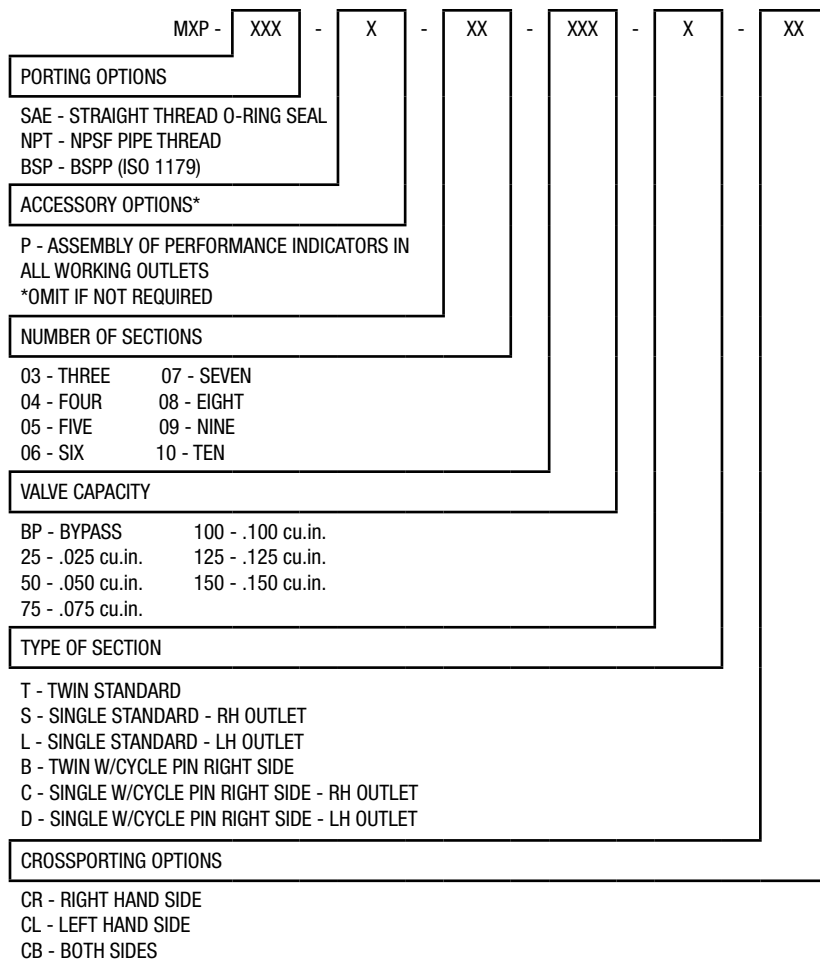 MXP - XXX - X - XX - XXX - X - XX
PORTING OPTIONS
SAE - STRAIGHT THREAD O-RING SEAL
NPT - NPSF PIPE THREAD
BSP - BSPP (ISO 1179)
ACCESSORY OPTIONS*
P - ASSEMBLY OF PERFORMANCE INDICATORS IN
ALL WORKING OUTLETS
*OMIT IF NOT REQUIRED
NUMBER OF SECTIONS
03 - THREE 07 - SEVEN
04 - FOUR 08 - EIGHT
05 - FIVE 09 - NINE
06 - SIX 10 - TEN
VALVE CAPACITY
BP - BYPASS 100 - .100 cu.in.
25 - .025 cu.in. 125 - .125 cu.in.
50 - .050 cu.in. 150 - .150 cu.in.
75 - .075 cu.in.
TYPE OF SECTION
T - TWIN STANDARD
S - SINGLE STANDARD - RH OUTLET
L - SINGLE STANDARD - LH OUTLET
B - TWIN W/CYCLE PIN RIGHT SIDE
C - SINGLE W/CYCLE PIN RIGHT SIDE - RH OUTLET
D - SINGLE W/CYCLE PIN RIGHT SIDE - LH OUTLET
CROSSPORTING OPTIONS
CR - RIGHT HAND SIDE
CL - LEFT HAND SIDE
CB - BOTH SIDES